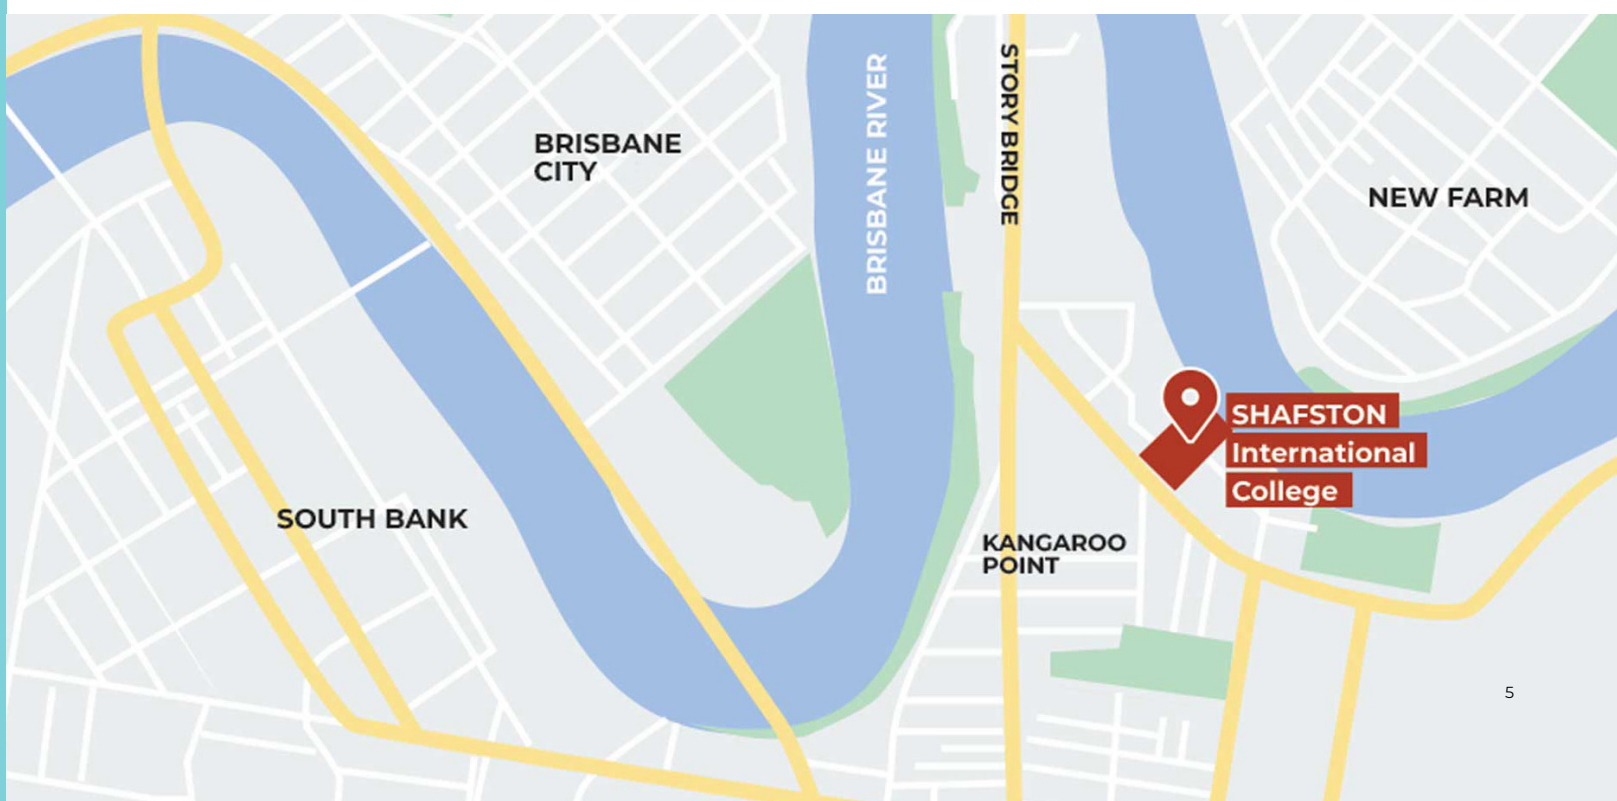 BRISBANE
CITY
BRISBANE RIVER
STORY BRIDGE
NEW FARM
SHAFSTON
International
College
SOUTH BANK
KANGAROO
POINT
5